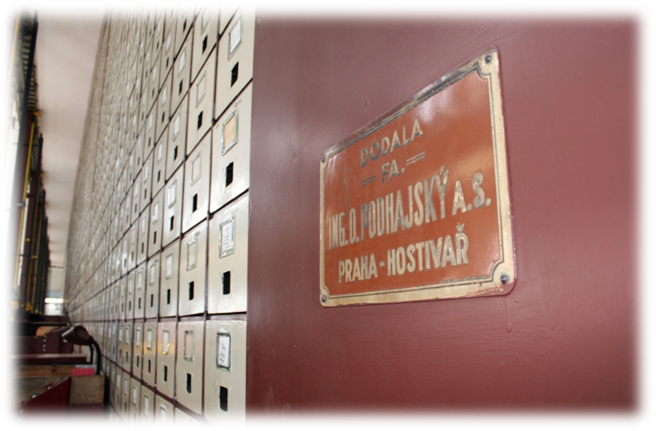 DODALA
FA.
ING.O.PODHAJSKÝ A.S.
PRAHA-HOSTIVAŘ